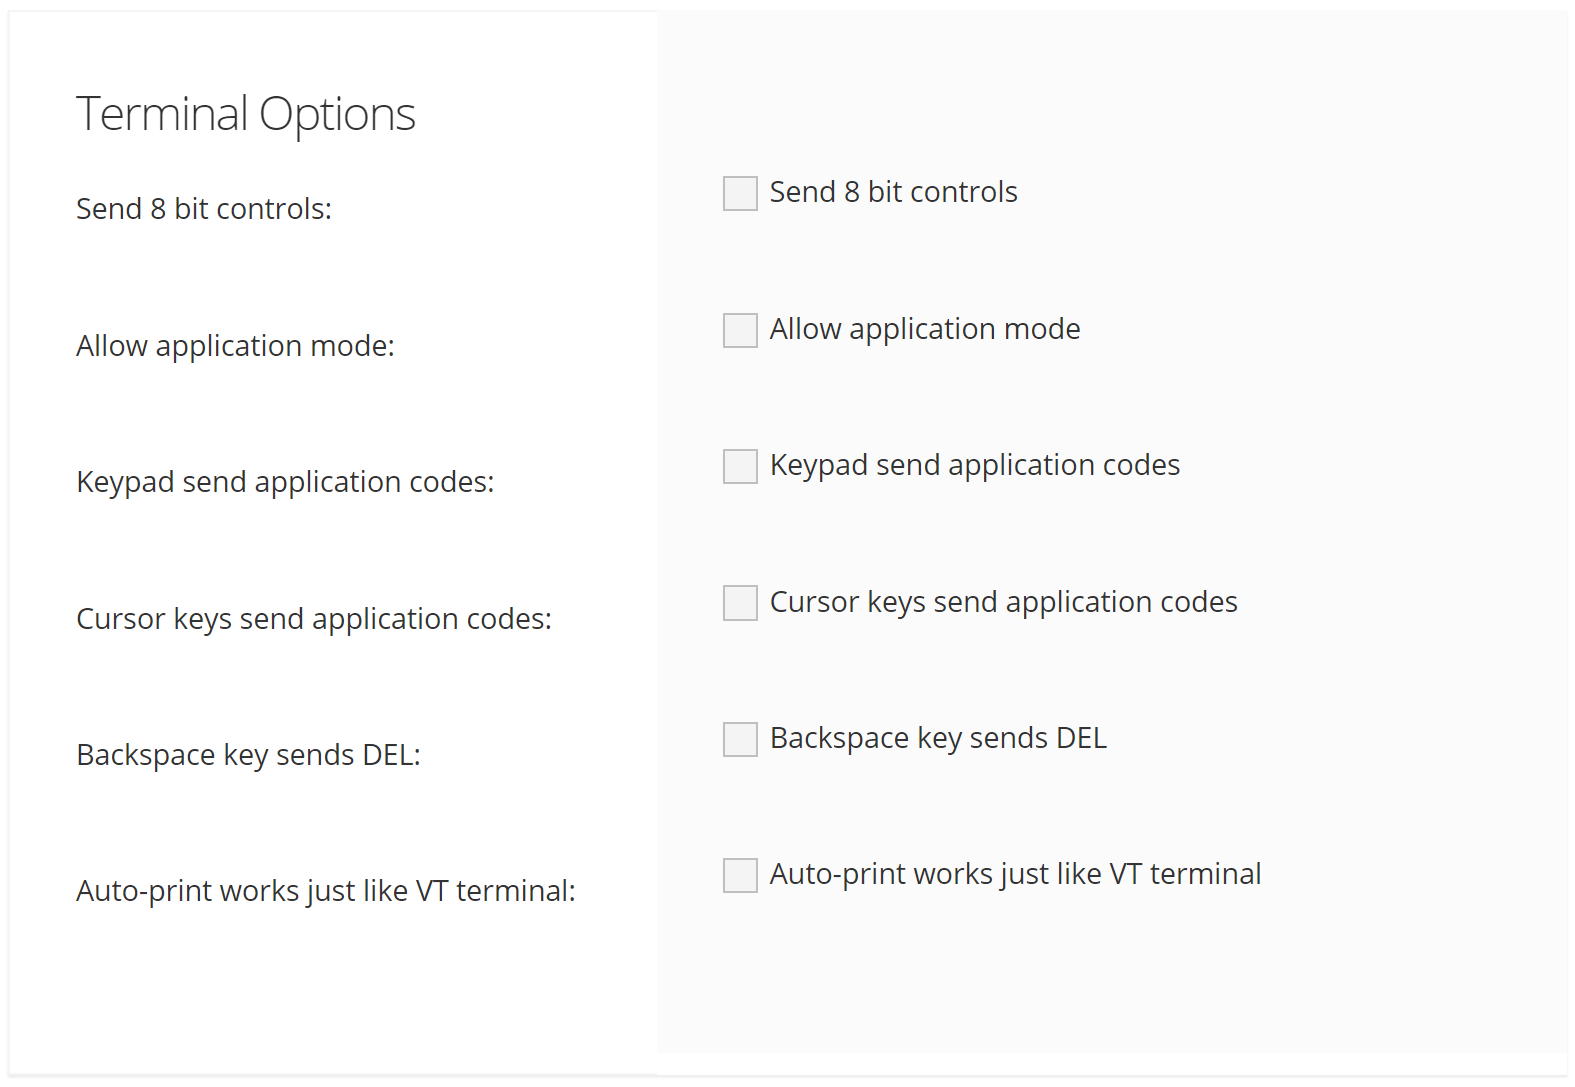 Terminal Options
Send 8 bit controls:
Send 8 bit controls
Allow application mode:
Allow application mode
Keypad send application codes:
Keypad send application codes
Cursor keys send application codes:
Cursor keys send application codes
Backspace key sends DEL:
Backspace key sends DEL
Auto-print works just like VT terminal:
Auto-print works just like VT terminal